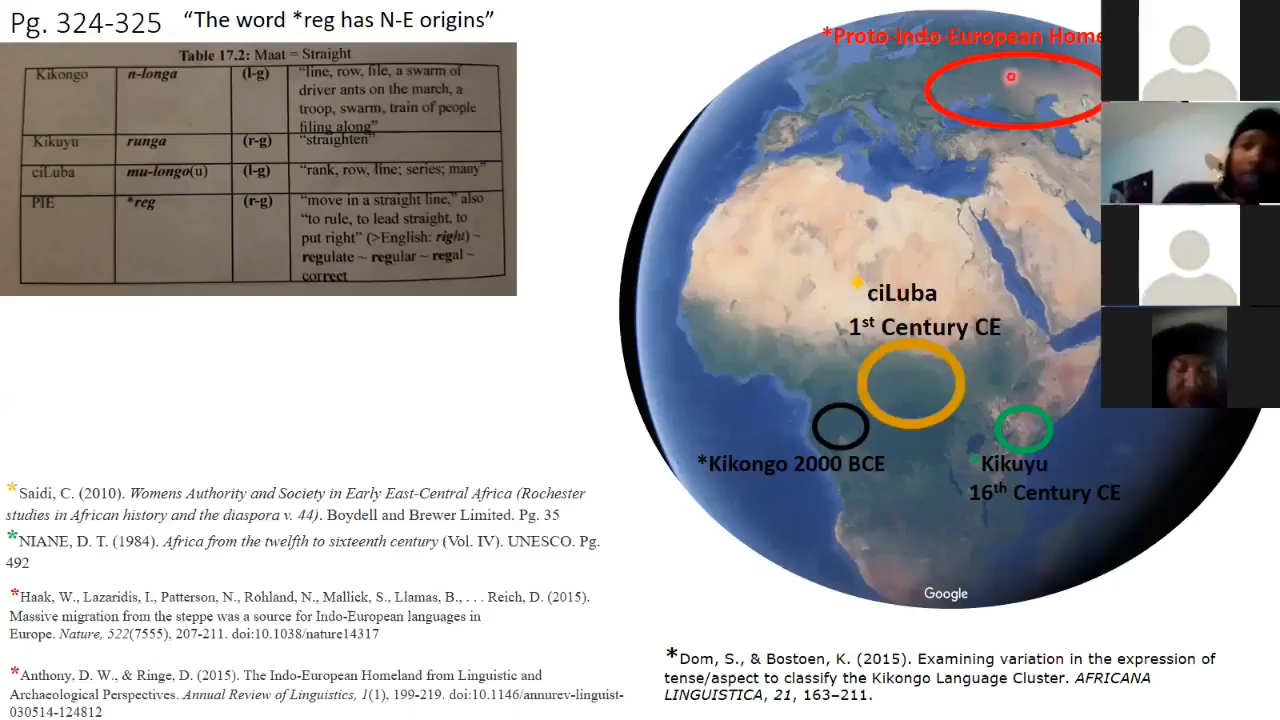 Pg. 324-325 “The word *reg has N-E origins”
Table 17.2: Maat = Straight
Kikongo n-longa (l-g) “line, row, file, a swarm of
driver ants on the march, a
troop, swarm, train of people
filing along”
Kikuyu runga (r-g) “straighten”
ciLuba mu-longo(u) (l-g) “rank, row, line; series; many”
PIE *reg (r-g) “move in a straight line,” also
“to rule, to lead straight, to
put right” (>English: right) ~
regulate ~ regular ~ regal ~
correct
*Proto-Indo-European Home
*ciLuba
1st Century CE
*Kikongo 2000 BCE
*Kikuyu
16th Century CE
Google
*Saidi, C. (2010). Womens Authority and Society in Early East-Central Africa (Rochester
studies in African history and the diaspora v. 44). Boydell and Brewer Limited. Pg. 35
*NIANE, D. T. (1984). Africa from the twelfth to sixteenth century (Vol. IV). UNESCO. Pg.
492
*Haak, W., Lazaridis, I., Patterson, N., Rohland, N., Mallick, S., Llamas, B., . . . Reich, D. (2015).
Massive migration from the steppe was a source for Indo-European languages in
Europe. Nature, 522(7555), 207-211. doi:10.1038/nature14317
*Anthony, D. W., & Ringe, D. (2015). The Indo-European Homeland from Linguistic and
Archaeological Perspectives. Annual Review of Linguistics, 1(1), 199-219. doi:10.1146/annurev-linguist-
030514-124812
*Dom, S., & Bostoen, K. (2015). Examining variation in the expression of
tense/aspect to classify the Kikongo Language Cluster. AFRICANA
LINGUISTICA, 21, 163–211.